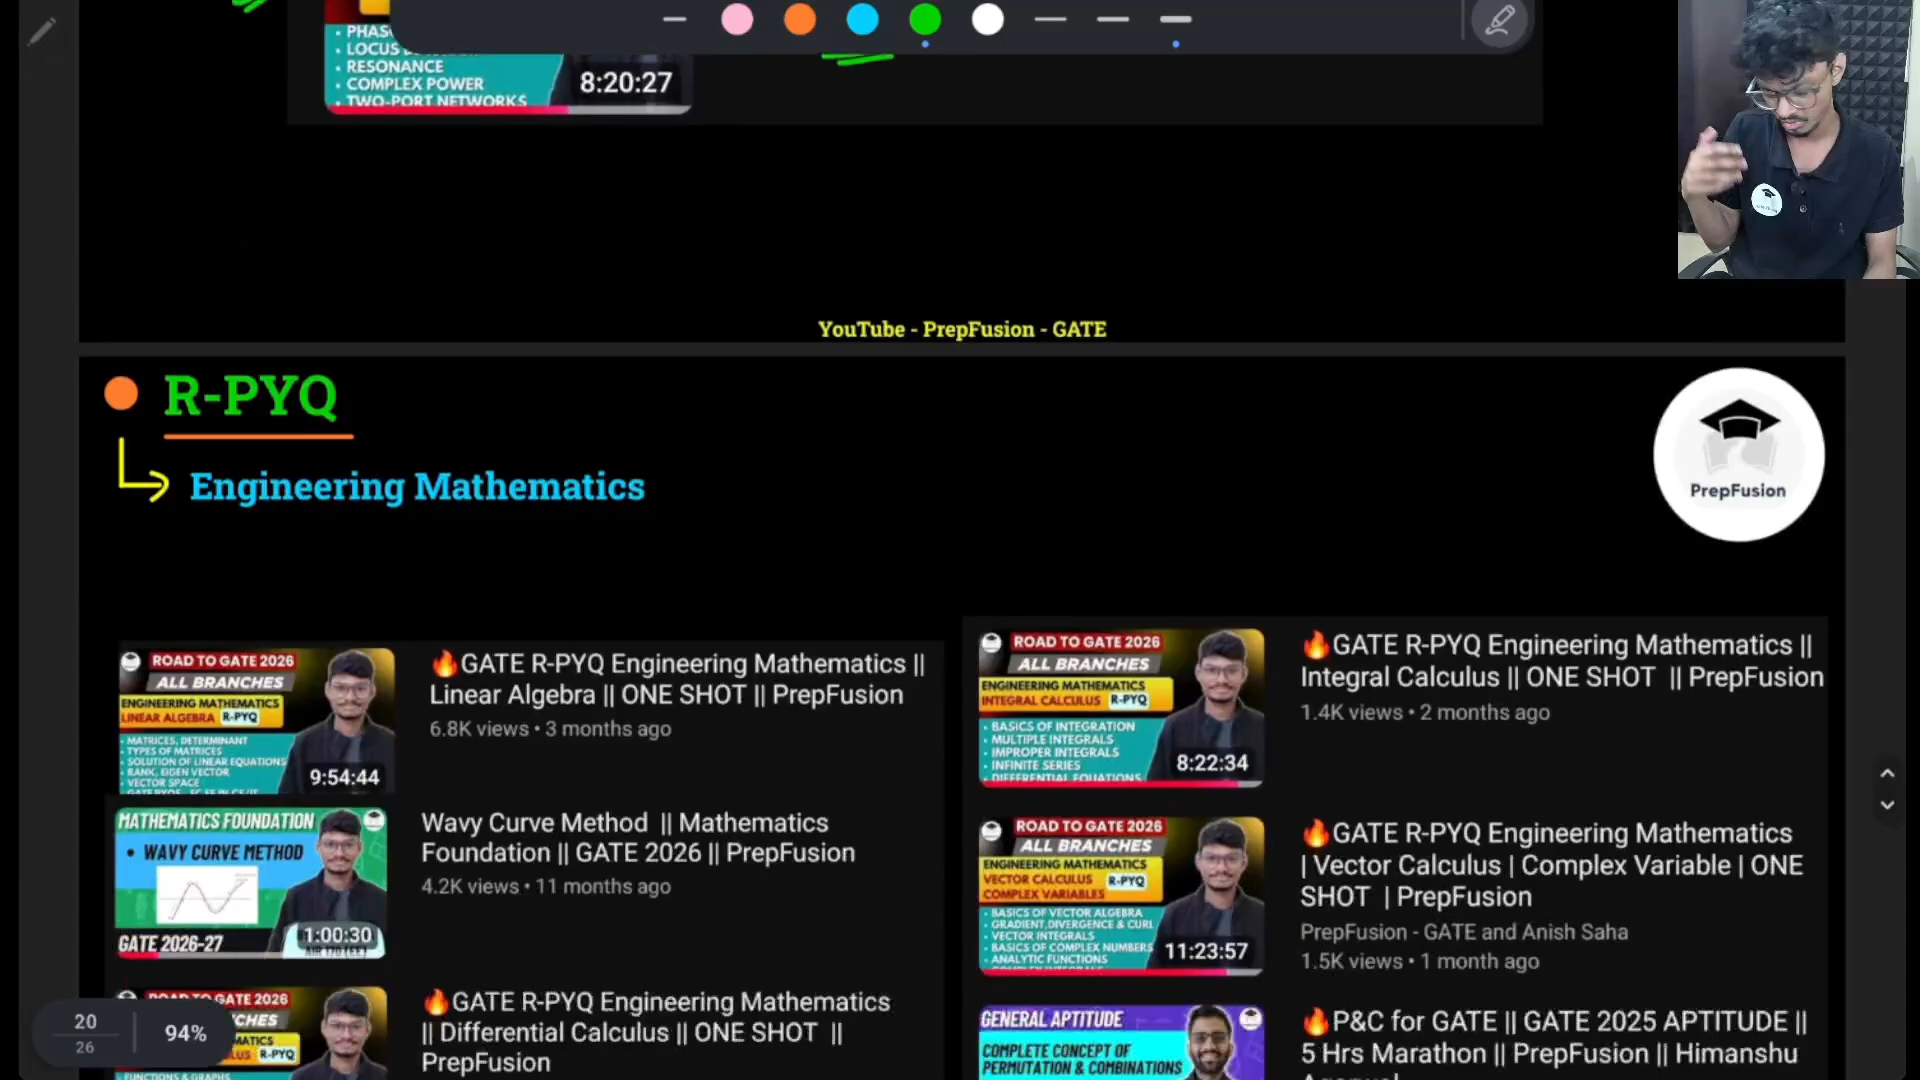 LOCUS
RESONANCE
COMPLEX POWER
TWO-PORT NETWORKS
8:20:27
YouTube - PrepFusion - GATE
R-PYQ
Engineering Mathematics
PrepFusion
ROAD TO GATE 2026
ALL BRANCHES
ENGINEERING MATHEMATICS
LINEAR ALGEBRA R-PYQ
• MATRICES, DETERMINANT
• TYPES OF MATRICES
• SOLUTION OF LINEAR EQUATIONS
• RANK, EIGEN VECTOR
• VECTOR SPACE
9:54:44
🔥GATE R-PYQ Engineering Mathematics ||
Linear Algebra || ONE SHOT || PrepFusion
6.8K views • 3 months ago
MATHEMATICS FOUNDATION
• WAVY CURVE METHOD
GATE 2026-27
1:00:30
Wavy Curve Method || Mathematics
Foundation || GATE 2026 || PrepFusion
4.2K views • 11 months ago
ROAD TO GATE 2026
R-PYQ
🔥GATE R-PYQ Engineering Mathematics
|| Differential Calculus || ONE SHOT ||
PrepFusion
ROAD TO GATE 2026
ALL BRANCHES
ENGINEERING MATHEMATICS
INTEGRAL CALCULUS R-PYQ
• BASICS OF INTEGRATION
• MULTIPLE INTEGRALS
• IMPROPER INTEGRALS
• INFINITE SERIES
• DIFFERENTIAL EQUATIONS
8:22:34
🔥GATE R-PYQ Engineering Mathematics ||
Integral Calculus || ONE SHOT || PrepFusion
1.4K views • 2 months ago
ROAD TO GATE 2026
ALL BRANCHES
ENGINEERING MATHEMATICS
VECTOR CALCULUS R-PYQ
COMPLEX VARIABLES
• BASICS OF VECTOR ALGEBRA
• GRADIENT, DIVERGENCE & CURL
• VECTOR INTEGRALS
• BASICS OF COMPLEX NUMBERS
• ANALYTIC FUNCTIONS
11:23:57
🔥GATE R-PYQ Engineering Mathematics
| Vector Calculus | Complex Variable | ONE
SHOT | PrepFusion
PrepFusion - GATE and Anish Saha
1.5K views • 1 month ago
GENERAL APTITUDE
COMPLETE CONCEPT OF
PERMUTATION & COMBINATIONS
🔥P&C for GATE || GATE 2025 APTITUDE ||
5 Hrs Marathon || PrepFusion || Himanshu
20
26
94%